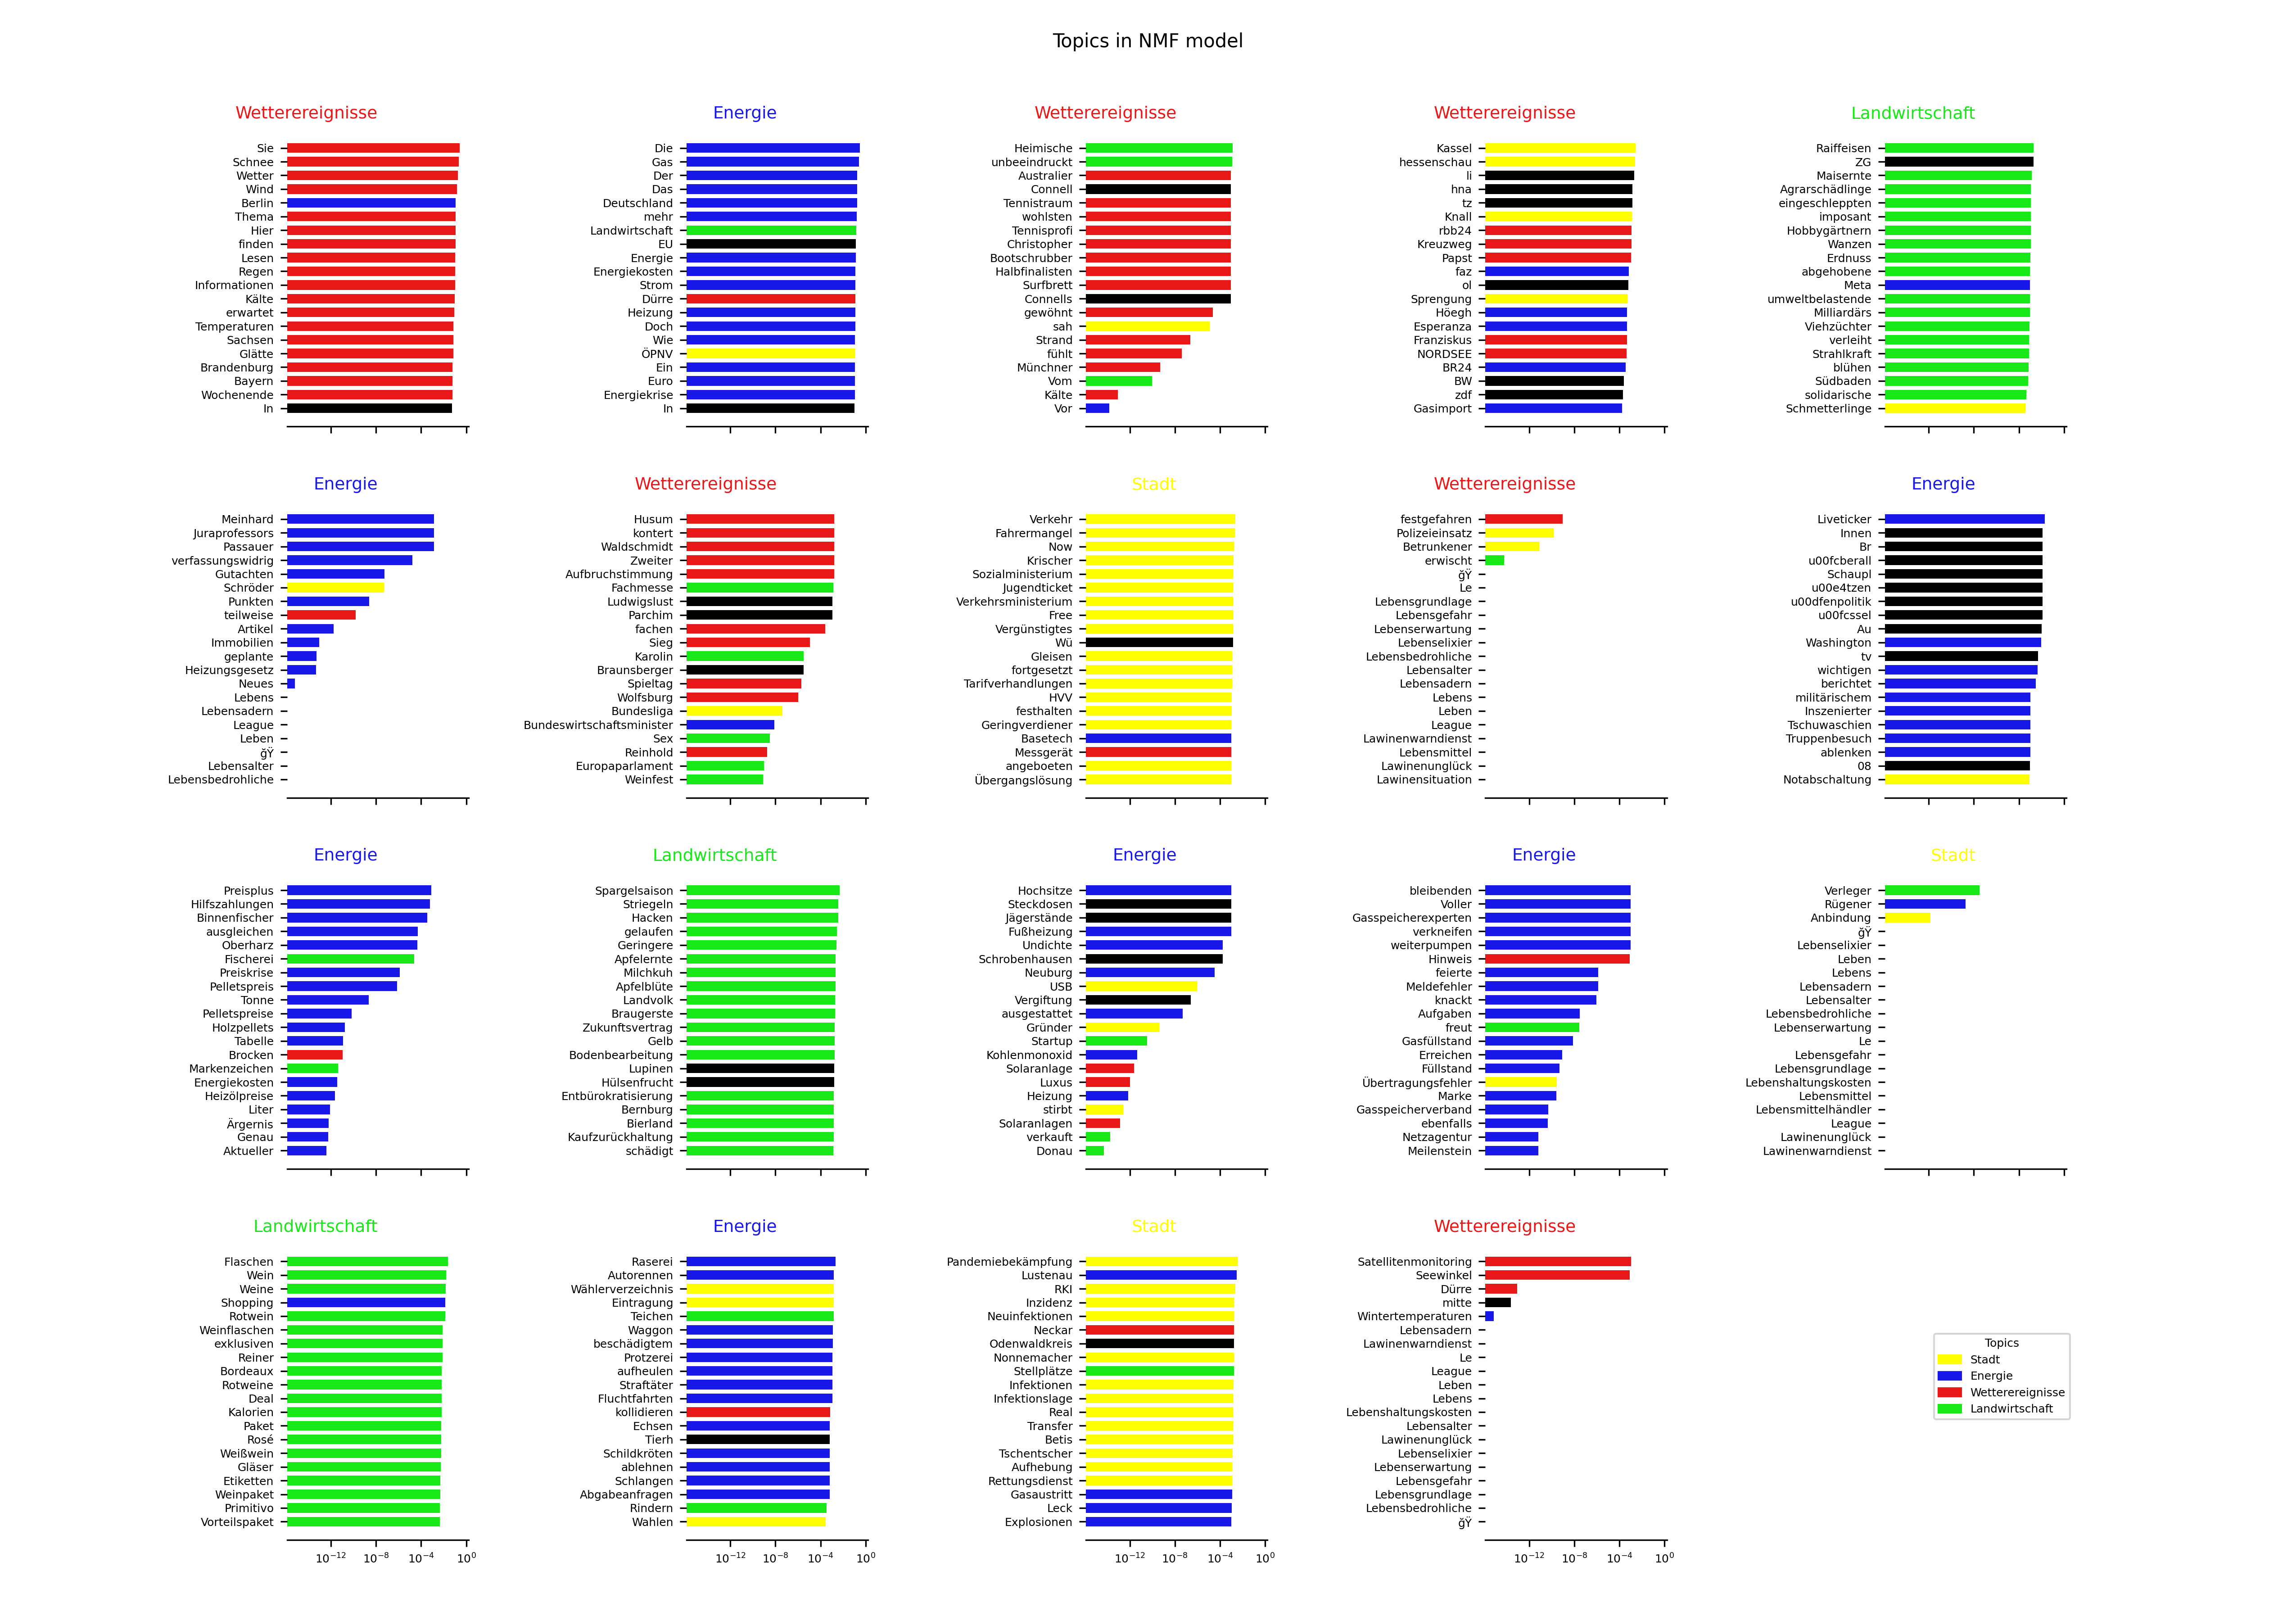 Topics in NMF model
Wetterereignisse
Sie
Schnee
Wetter
Wind
Berlin
Thema
Hier
finden
Lesen
Regen
Informationen
Kälte
erwartet
Temperaturen
Sachsen
Glätte
Brandenburg
Bayern
Wochenende
In
Energie
Die
Gas
Der
Das
Deutschland
mehr
Landwirtschaft
EU
Energie
Energiekosten
Strom
Dürre
Heizung
Doch
Wie
ÖPNV
Ein
Euro
Energiekrise
In
Wetterereignisse
Heimische
unbeeindruckt
Australier
Connell
Tennistraum
wohlsten
Tennisprofi
Christopher
Bootschrubber
Halbfinalisten
Surfbrett
Connells
gewöhnt
sah
Strand
fühlt
Münchner
Vom
Kälte
Vor
Wetterereignisse
Kassel
hessenschau
li
hna
tz
Knall
rbb24
Kreuzweg
Papst
faz
ol
Sprengung
Höegh
Esperanza
Franziskus
NORDSEE
BR24
BW
zdf
Gasimport
Landwirtschaft
Raiffeisen
ZG
Maisernte
Agrarschädlinge
eingeschleppten
imposant
Hobbygärtnern
Wanzen
Erdnuss
abgehobene
Meta
umweltbelastende
Milliardärs
Viehzüchter
verleiht
Strahlkraft
blühen
Südbaden
solidarische
Schmetterlinge
Energie
Meinhard
Juraprofessors
Passauer
verfassungswidrig
Gutachten
Schröder
Punkten
teilweise
Artikel
Immobilien
geplante
Heizungsgesetz
Neues
Lebens
Lebensadern
League
Leben
ğŸ
Lebensalter
Lebensbedrohliche
Wetterereignisse
Husum
kontert
Waldschmidt
Zweiter
Aufbruchstimmung
Fachmesse
Ludwigslust
Parchim
fachen
Sieg
Karolin
Braunsberger
Spieltag
Wolfsburg
Bundesliga
Bundeswirtschaftsminister
Sex
Reinhold
Europaparlament
Weinfest
Stadt
Verkehr
Fahrermangel
Now
Krischer
Sozialministerium
Jugendticket
Verkehrsministerium
Free
Vergünstigtes
Wü
Gleisen
fortgesetzt
Tarifverhandlungen
HVV
festhalten
Geringverdiener
Basetech
Messgerät
angeboten
Übergangslösung
Wetterereignisse
festgefahren
Polizeieinsatz
Betrunkener
erwischt
ğŸ
Le
Lebensgrundlage
Lebensgefahr
Lebenserwartung
Lebenselixier
Lebensbedrohliche
Lebensalter
Lebensadern
Lebens
Leben
League
Lawinenwarndienst
Lebensmittel
Lawinenunglück
Lawinensituation
Energie
Liveticker
Innen
Br
u00fcberall
Schaupl
u00e4tzen
u00dfenpolitik
u00fcssel
Au
Washington
tv
wichtigen
berichtet
militärischem
Inszenierter
Tschuwaschien
Truppenbesuch
ablenken
08
Notabschaltung
Energie
Preisplus
Hilfszahlungen
Binnenfischer
ausgleichen
Oberharz
Fischerei
Preiskrise
Pelletspreis
Tonne
Pelletspreise
Holzpellets
Tabelle
Brocken
Markenzeichen
Energiekosten
Heizölpreise
Liter
Ärgernis
Genau
Aktueller
Landwirtschaft
Spargelsaison
Striegeln
Hacken
gelaufen
Geringere
Apfelernte
Milchkuh
Apfelblüte
Landvolk
Braugerste
Zukunftsvertrag
Gelb
Bodenbearbeitung
Lupinen
Hülsenfrucht
Entbürokratisierung
Bernburg
Bierland
Kaufzurückhaltung
schädigt
Energie
Hochsitze
Steckdosen
Jägerstände
Fußheizung
Undichte
Schrobenhausen
Neuburg
USB
Vergiftung
ausgestattet
Gründer
Startup
Kohlenmonoxid
Solaranlage
Luxus
Heizung
stirbt
Solaranlagen
verkauft
Donau
Energie
bleibenden
Voller
Gasspeicherexperten
verkneifen
weiterpumpen
Hinweis
feierte
Meldefehler
knackt
Aufgaben
freut
Gasfüllstand
Erreichen
Füllstand
Übertragungsfehler
Marke
Gasspeicherverband
ebenfalls
Netzagentur
Meilenstein
Stadt
Verleger
Rügener
Anbindung
ğŸ
Lebenselixier
Leben
Lebens
Lebensadern
Lebensalter
Lebensbedrohliche
Lebenserwartung
Le
Lebensgefahr
Lebensgrundlage
Lebenshaltungskosten
Lebensmittel
Lebensmittelhändler
League
Lawinenunglück
Lawinenwarndienst
Landwirtschaft
Flaschen
Wein
Weine
Shopping
Rotwein
Weinflaschen
exklusiven
Reiner
Bordeaux
Rotweine
Deal
Kalorien
Paket
Rosé
Weißwein
Gläser
Etiketten
Weinpaket
Primitivo
Vorteilspaket
10⁻¹² 10⁻⁸ 10⁻⁴ 10⁰
Energie
Raserei
Autorennen
Wählerverzeichnis
Eintragung
Teichen
Waggon
beschädigtem
Protzerei
aufheulen
Straftäter
Fluchtfahrten
kollidieren
Echsen
Tierh
Schildkröten
ablehnen
Schlangen
Abgabeanfragen
Rindern
Wahlen
10⁻¹² 10⁻⁸ 10⁻⁴ 10⁰
Stadt
Pandemiebekämpfung
Lustenau
RKI
Inzidenz
Neuinfektionen
Neckar
Odenwaldkreis
Nonnemacher
Stellplätze
Infektionen
Infektionslage
Real
Transfer
Betis
Tschentscher
Aufhebung
Rettungsdienst
Gasaustritt
Leck
Explosionen
10⁻¹² 10⁻⁸ 10⁻⁴ 10⁰
Wetterereignisse
Satellitenmonitoring
Seewinkel
Dürre
mitte
Wintertemperaturen
Lebensadern
Lawinenwarndienst
Le
League
Leben
Lebens
Lebenshaltungskosten
Lebensalter
Lawinenunglück
Lebenselixier
Lebenserwartung
Lebensgefahr
Lebensgrundlage
Lebensbedrohliche
ğŸ
10⁻¹² 10⁻⁸ 10⁻⁴ 10⁰
Topics
Stadt
Energie
Wetterereignisse
Landwirtschaft